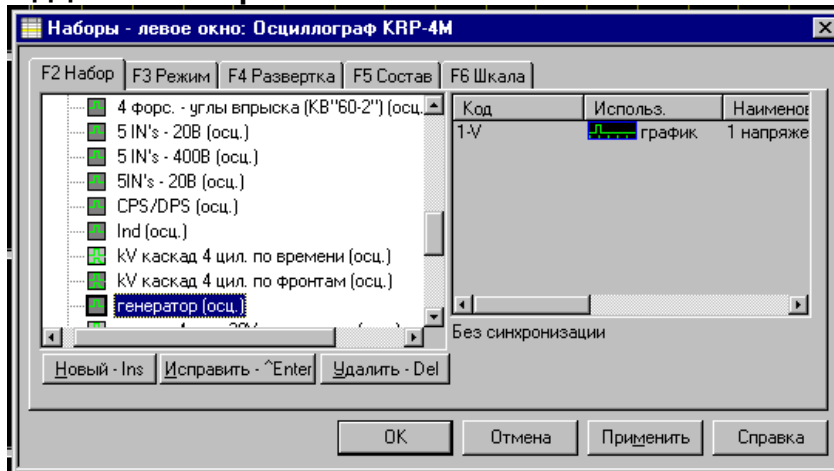 Наборы - левое окно: Осциллограф KRP-4M
F2 Набор F3 Режим F4 Развертка F5 Состав F6 Шкала
4 форс. - углы впрыска (КВ"60-2") (осц.
5 IN's - 20В (осц.)
5 IN's - 400В (осц.)
5IN's - 20В (осц.)
CPS/DPS (осц.)
Ind (осц.)
kV каскад 4 цил. по времени (осц.)
kV каскад 4 цил. по фронтам (осц.)
генератор (осц.)
Код Использ. Наименов
1-V график 1 напряже
Без синхронизации
Новый - Ins Исправить - ^Enter Удалить - Del
OK Отмена Применить Справка